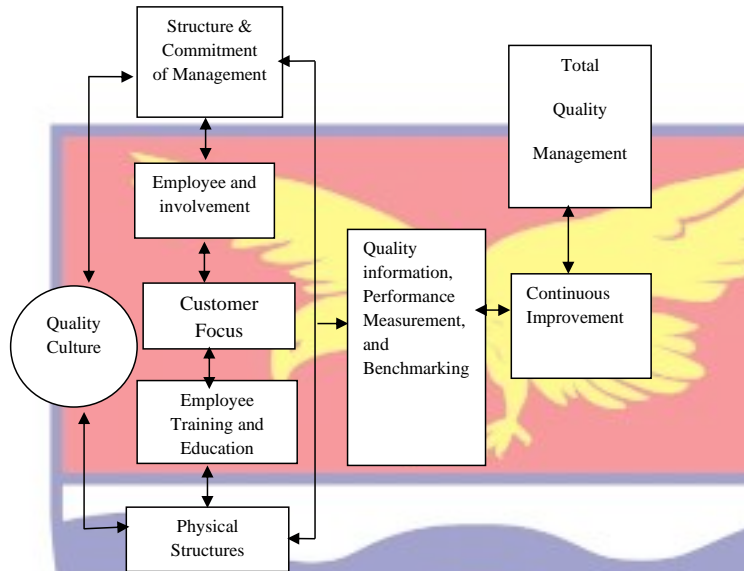 Structure &
Commitment
of Management
Total
Quality
Management
Employee and
involvement
Quality
information,
Performance
Measurement,
and
Benchmarking
Customer
Focus
Continuous
Improvement
Quality
Culture
Employee
Training and
Education
Physical
Structures